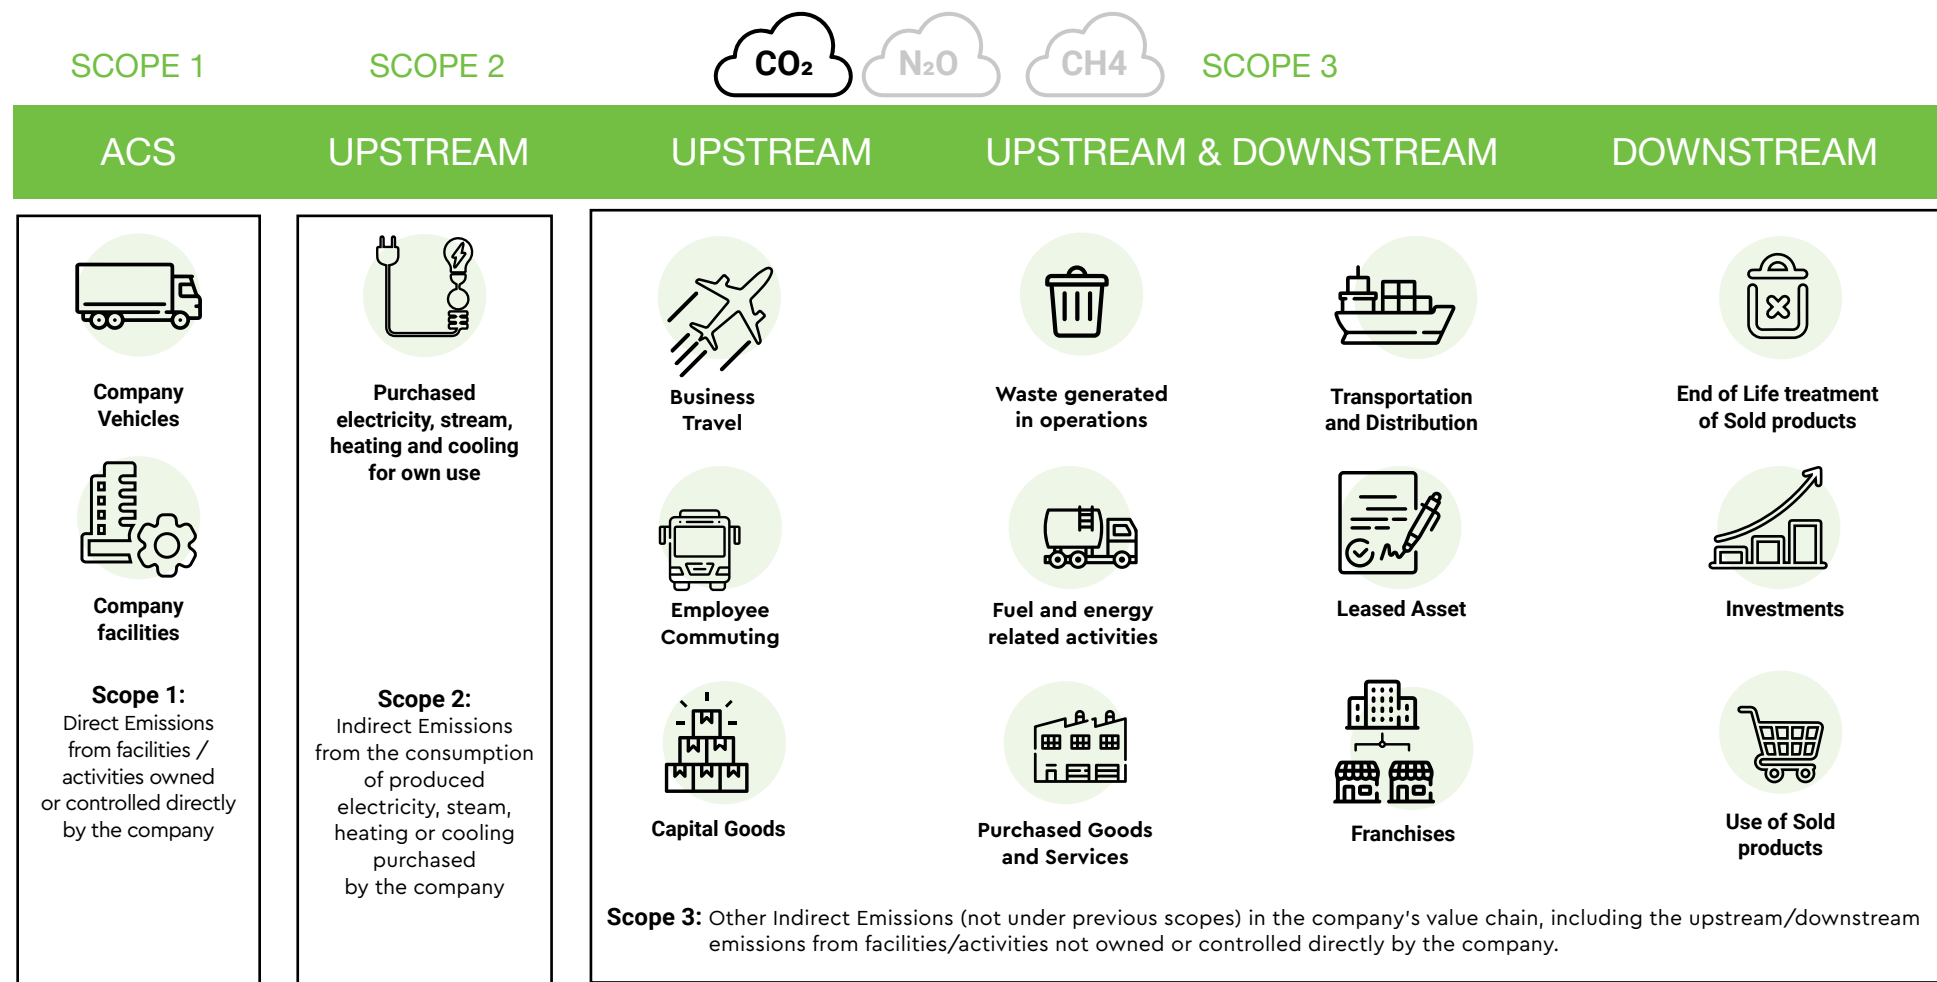 SCOPE 1
SCOPE 2
CO₂
N₂O
CH4
SCOPE 3
ACS
UPSTREAM
UPSTREAM
UPSTREAM & DOWNSTREAM
DOWNSTREAM
Company
Vehicles
Company
facilities
Scope 1:
Direct Emissions
from facilities /
activities owned
or controlled directly
by the company
Purchased
electricity, stream,
heating and cooling
for own use
Scope 2:
Indirect Emissions
from the consumption
of produced
electricity, steam,
heating or cooling
purchased
by the company
Business
Travel
Waste generated
in operations
Transportation
and Distribution
End of Life treatment
of Sold products
Employee
Commuting
Fuel and energy
related activities
Leased Asset
Investments
Capital Goods
Purchased Goods
and Services
Franchises
Use of Sold
products
Scope 3: Other Indirect Emissions (not under previous scopes) in the company's value chain, including the upstream/downstream
emissions from facilities/activities not owned or controlled directly by the company.